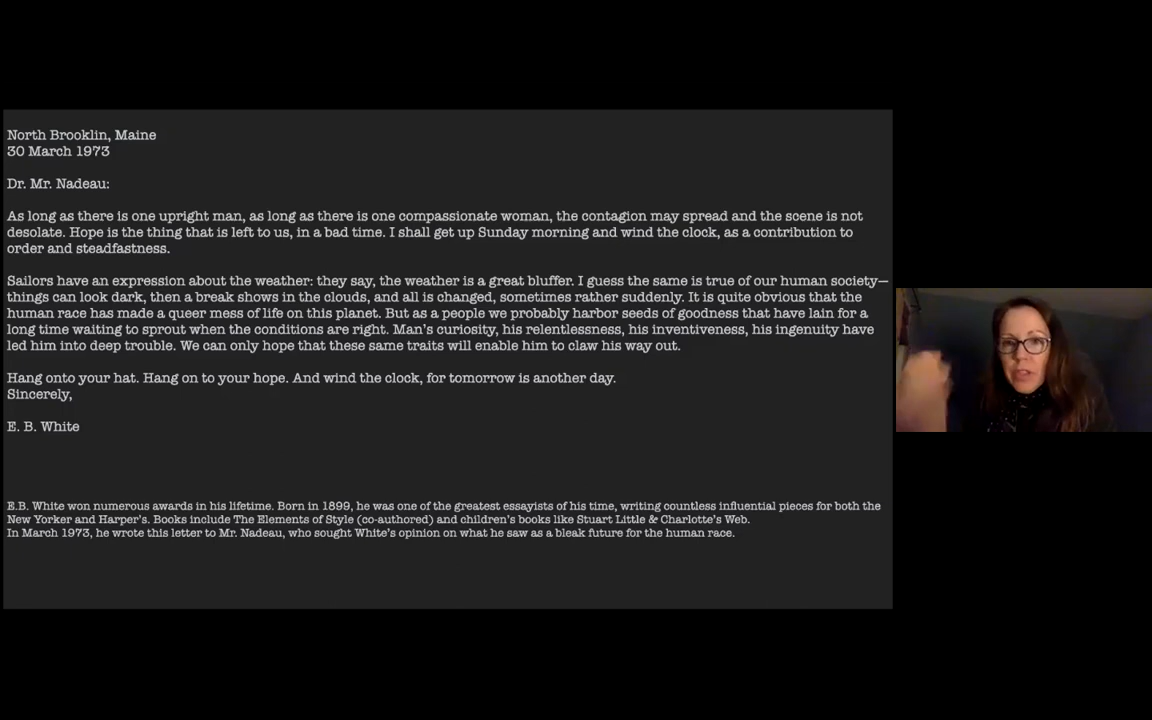 North Brooklin, Maine
30 March 1973
Dr. Mr. Nadeau:
As long as there is one upright man, as long as there is one compassionate woman, the contagion may spread and the scene is not
desolate. Hope is the thing that is left to us, in a bad time. I shall get up Sunday morning and wind the clock, as a contribution to
order and steadfastness.
Sailors have an expression about the weather: they say, the weather is a great bluffer. I guess the same is true of our human society—
things can look dark, then a break shows in the clouds, and all is changed, sometimes rather suddenly. It is quite obvious that the
human race has made a queer mess of life on this planet. But as a people we probably harbor seeds of goodness that have lain for a
long time waiting to sprout when the conditions are right. Man's curiosity, his relentlessness, his inventiveness, his ingenuity have
led him into deep trouble. We can only hope that these same traits will enable him to claw his way out.
Hang onto your hat. Hang on to your hope. And wind the clock, for tomorrow is another day.
Sincerely,
E. B. White
E.B. White won numerous awards in his lifetime. Born in 1899, he was one of the greatest essayists of his time, writing countless influential pieces for both the
New Yorker and Harper's. Books include The Elements of Style (co-authored) and children's books like Stuart Little & Charlotte's Web.
In March 1973, he wrote this letter to Mr. Nadeau, who sought White's opinion on what he saw as a bleak future for the human race.